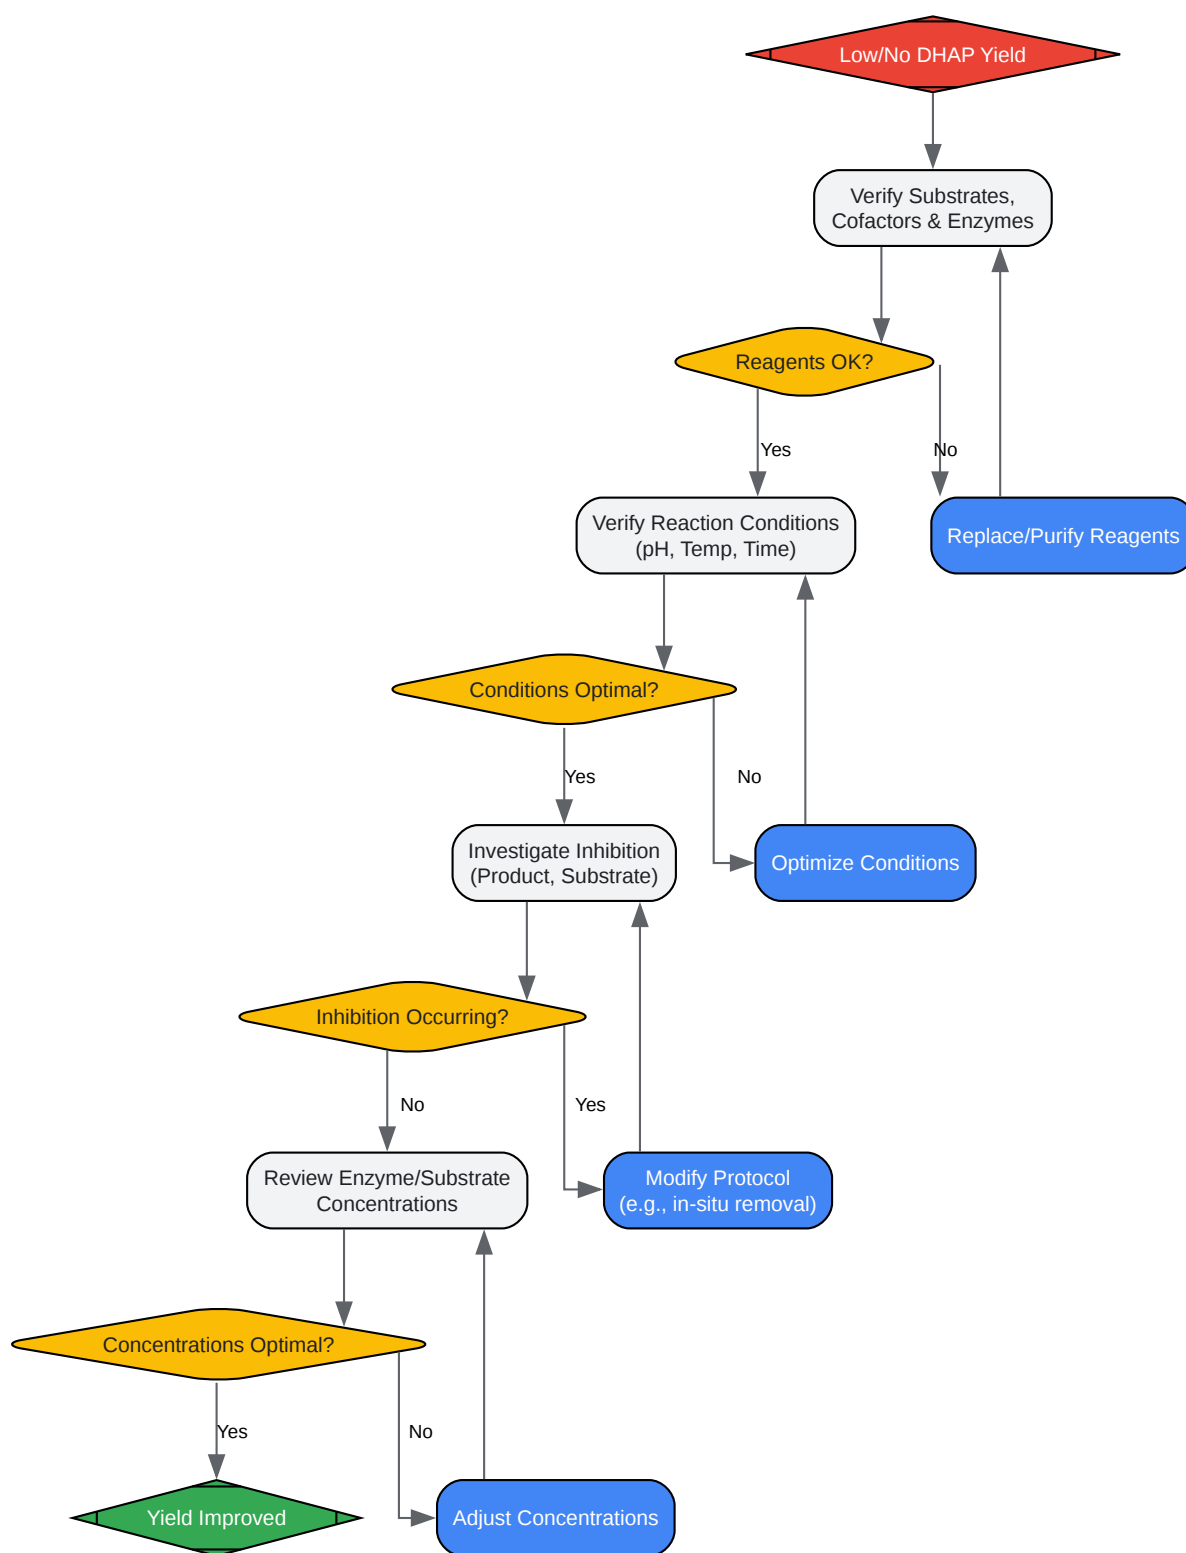 Low/No DHAP Yield
Verify Substrates,
Cofactors & Enzymes
Reagents OK?
Yes
No
Verify Reaction Conditions
(pH, Temp, Time)
Replace/Purify Reagents
Conditions Optimal?
Yes
No
Investigate Inhibition
(Product, Substrate)
Optimize Conditions
Inhibition Occurring?
No
Yes
Review Enzyme/Substrate
Concentrations
Modify Protocol
(e.g., in-situ removal)
Concentrations Optimal?
Yes
No
Yield Improved
Adjust Concentrations